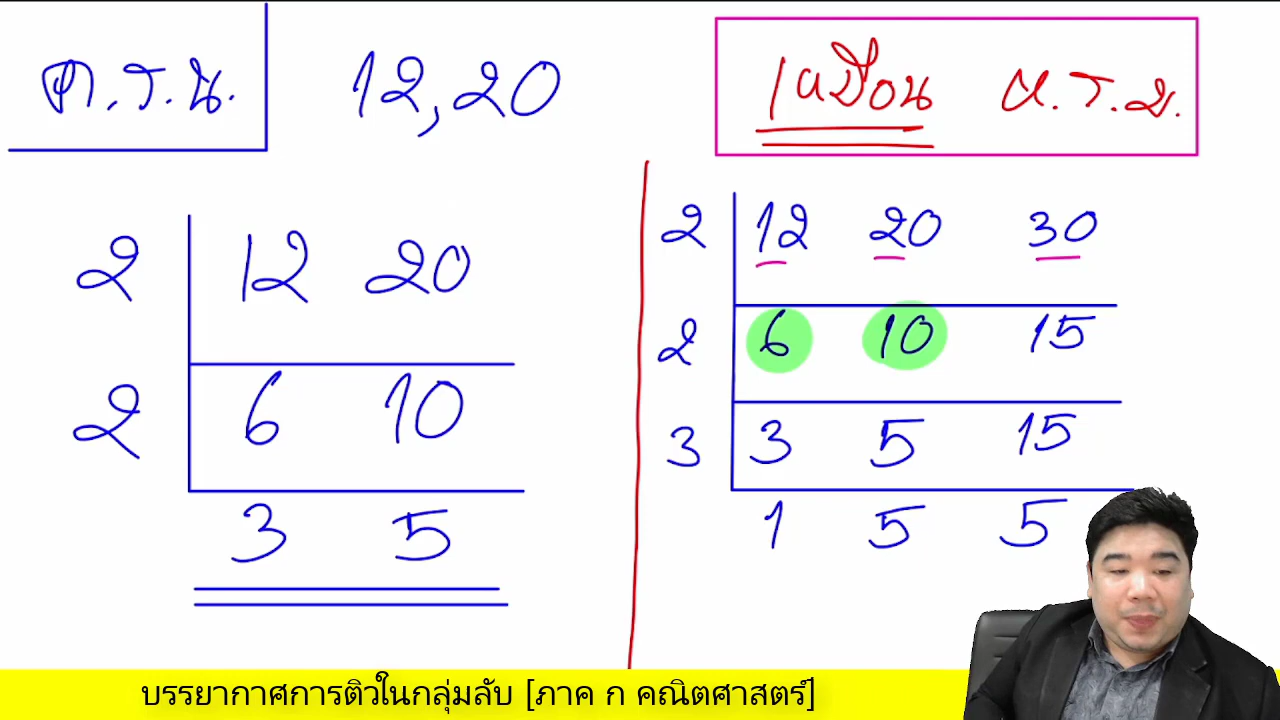 ค.ร.น. 12, 20
2 12 20
2 6 10
3 5
เหมือน ห.ร.ม.
2 12 20 30
2 6 10 15
3 3 5 15
1 5 5
บรรยากาศการติวในกลุ่มลับ [ภาค ก คณิตศาสตร์]